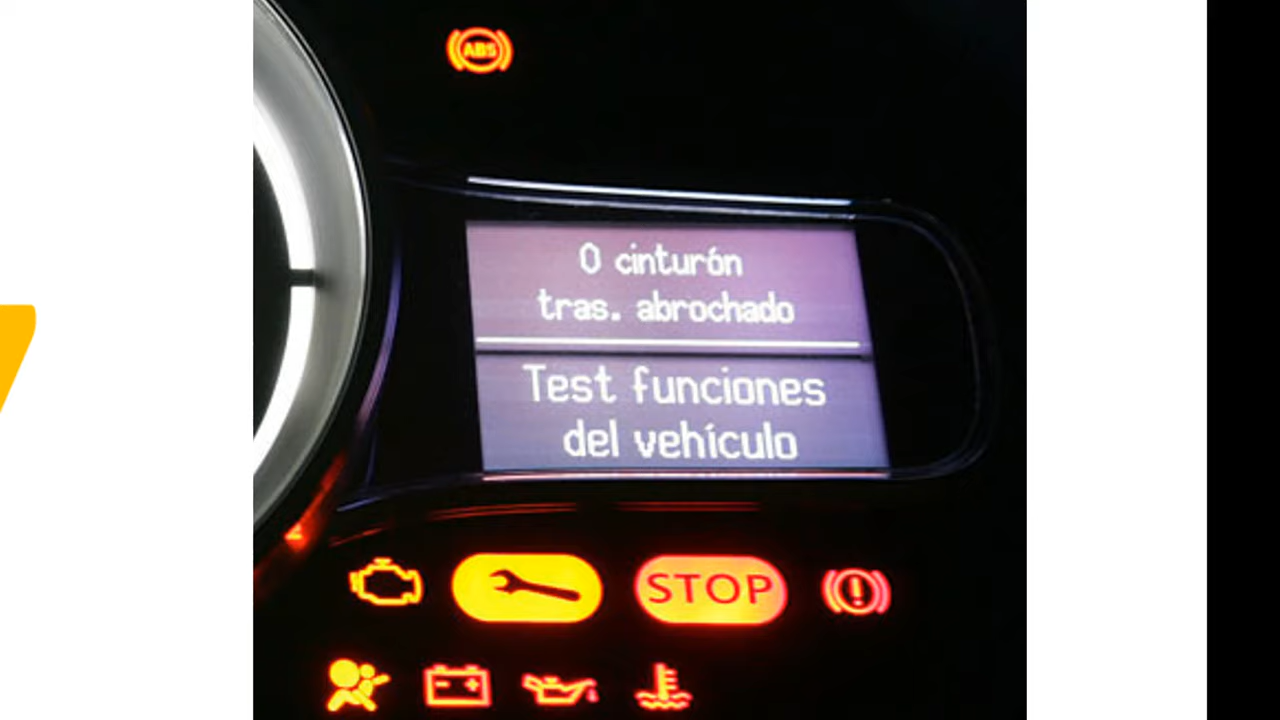 ABS
0 cinturón
tras. abrochado
Test funciones
del vehículo
STOP